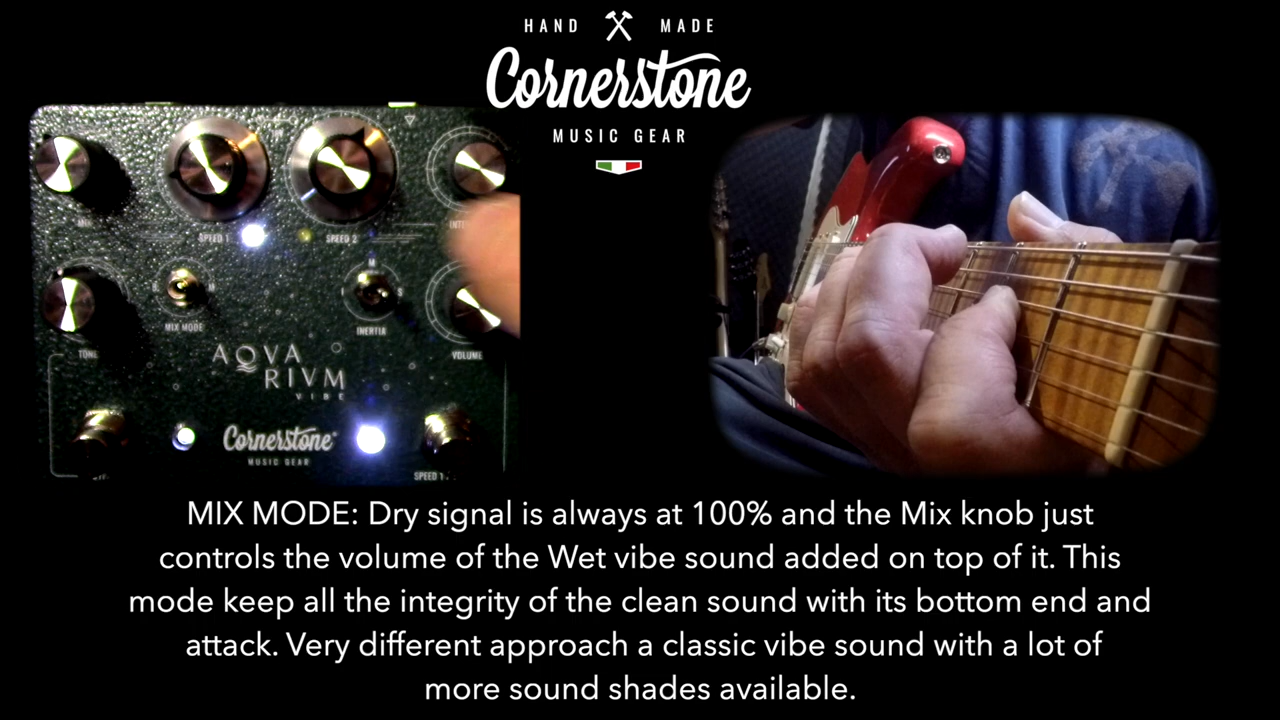 HAND MADE
Cornerstone
MUSIC GEAR
SPEED 1
SPEED 2
MIX MODE
INERTIA
TONE
VOLUME
AQVA
RIVM
VIBE
Cornerstone
MUSIC GEAR
SPEED 1
MIX MODE: Dry signal is always at 100% and the Mix knob just
controls the volume of the Wet vibe sound added on top of it. This
mode keep all the integrity of the clean sound with its bottom end and
attack. Very different approach a classic vibe sound with a lot of
more sound shades available.